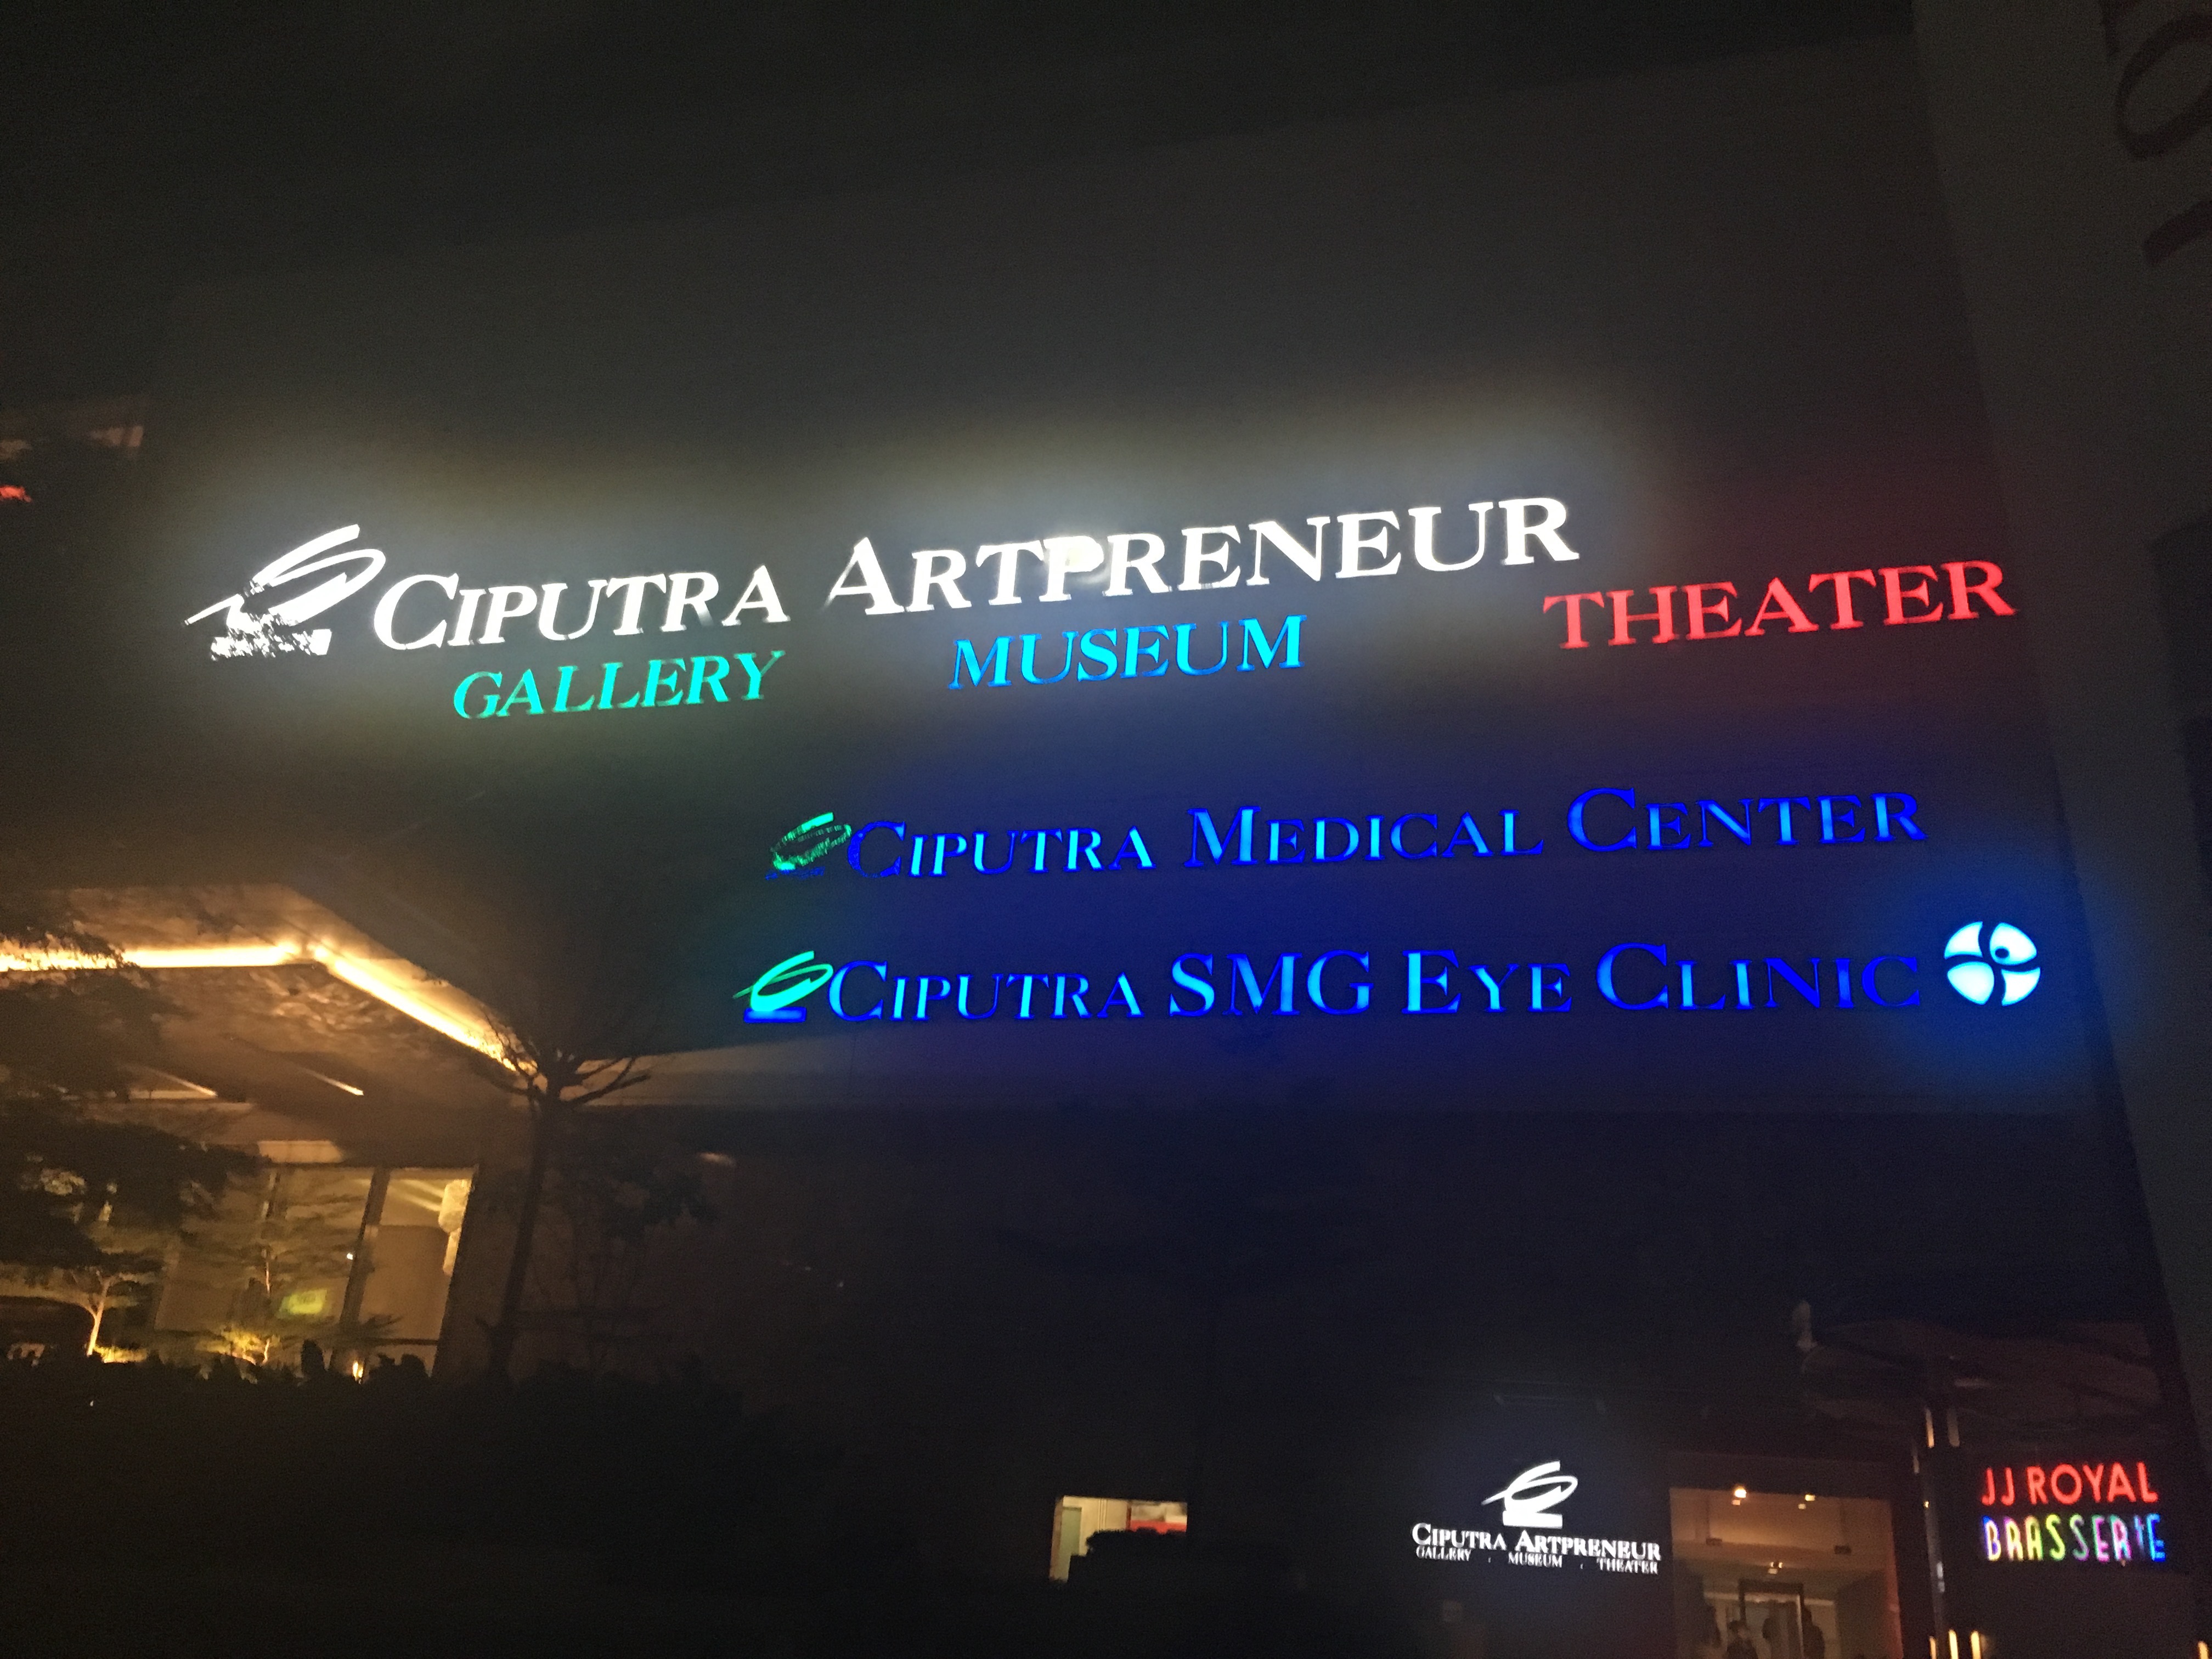 CIPUTRA ARTPRENEUR
GALLERY MUSEUM THEATER
CIPUTRA MEDICAL CENTER
CIPUTRA SMG EYE CLINIC
CIPUTRA ARTPRENEUR
GALLERY . MUSEUM . THEATER
JJ ROYAL
BRASSERIE